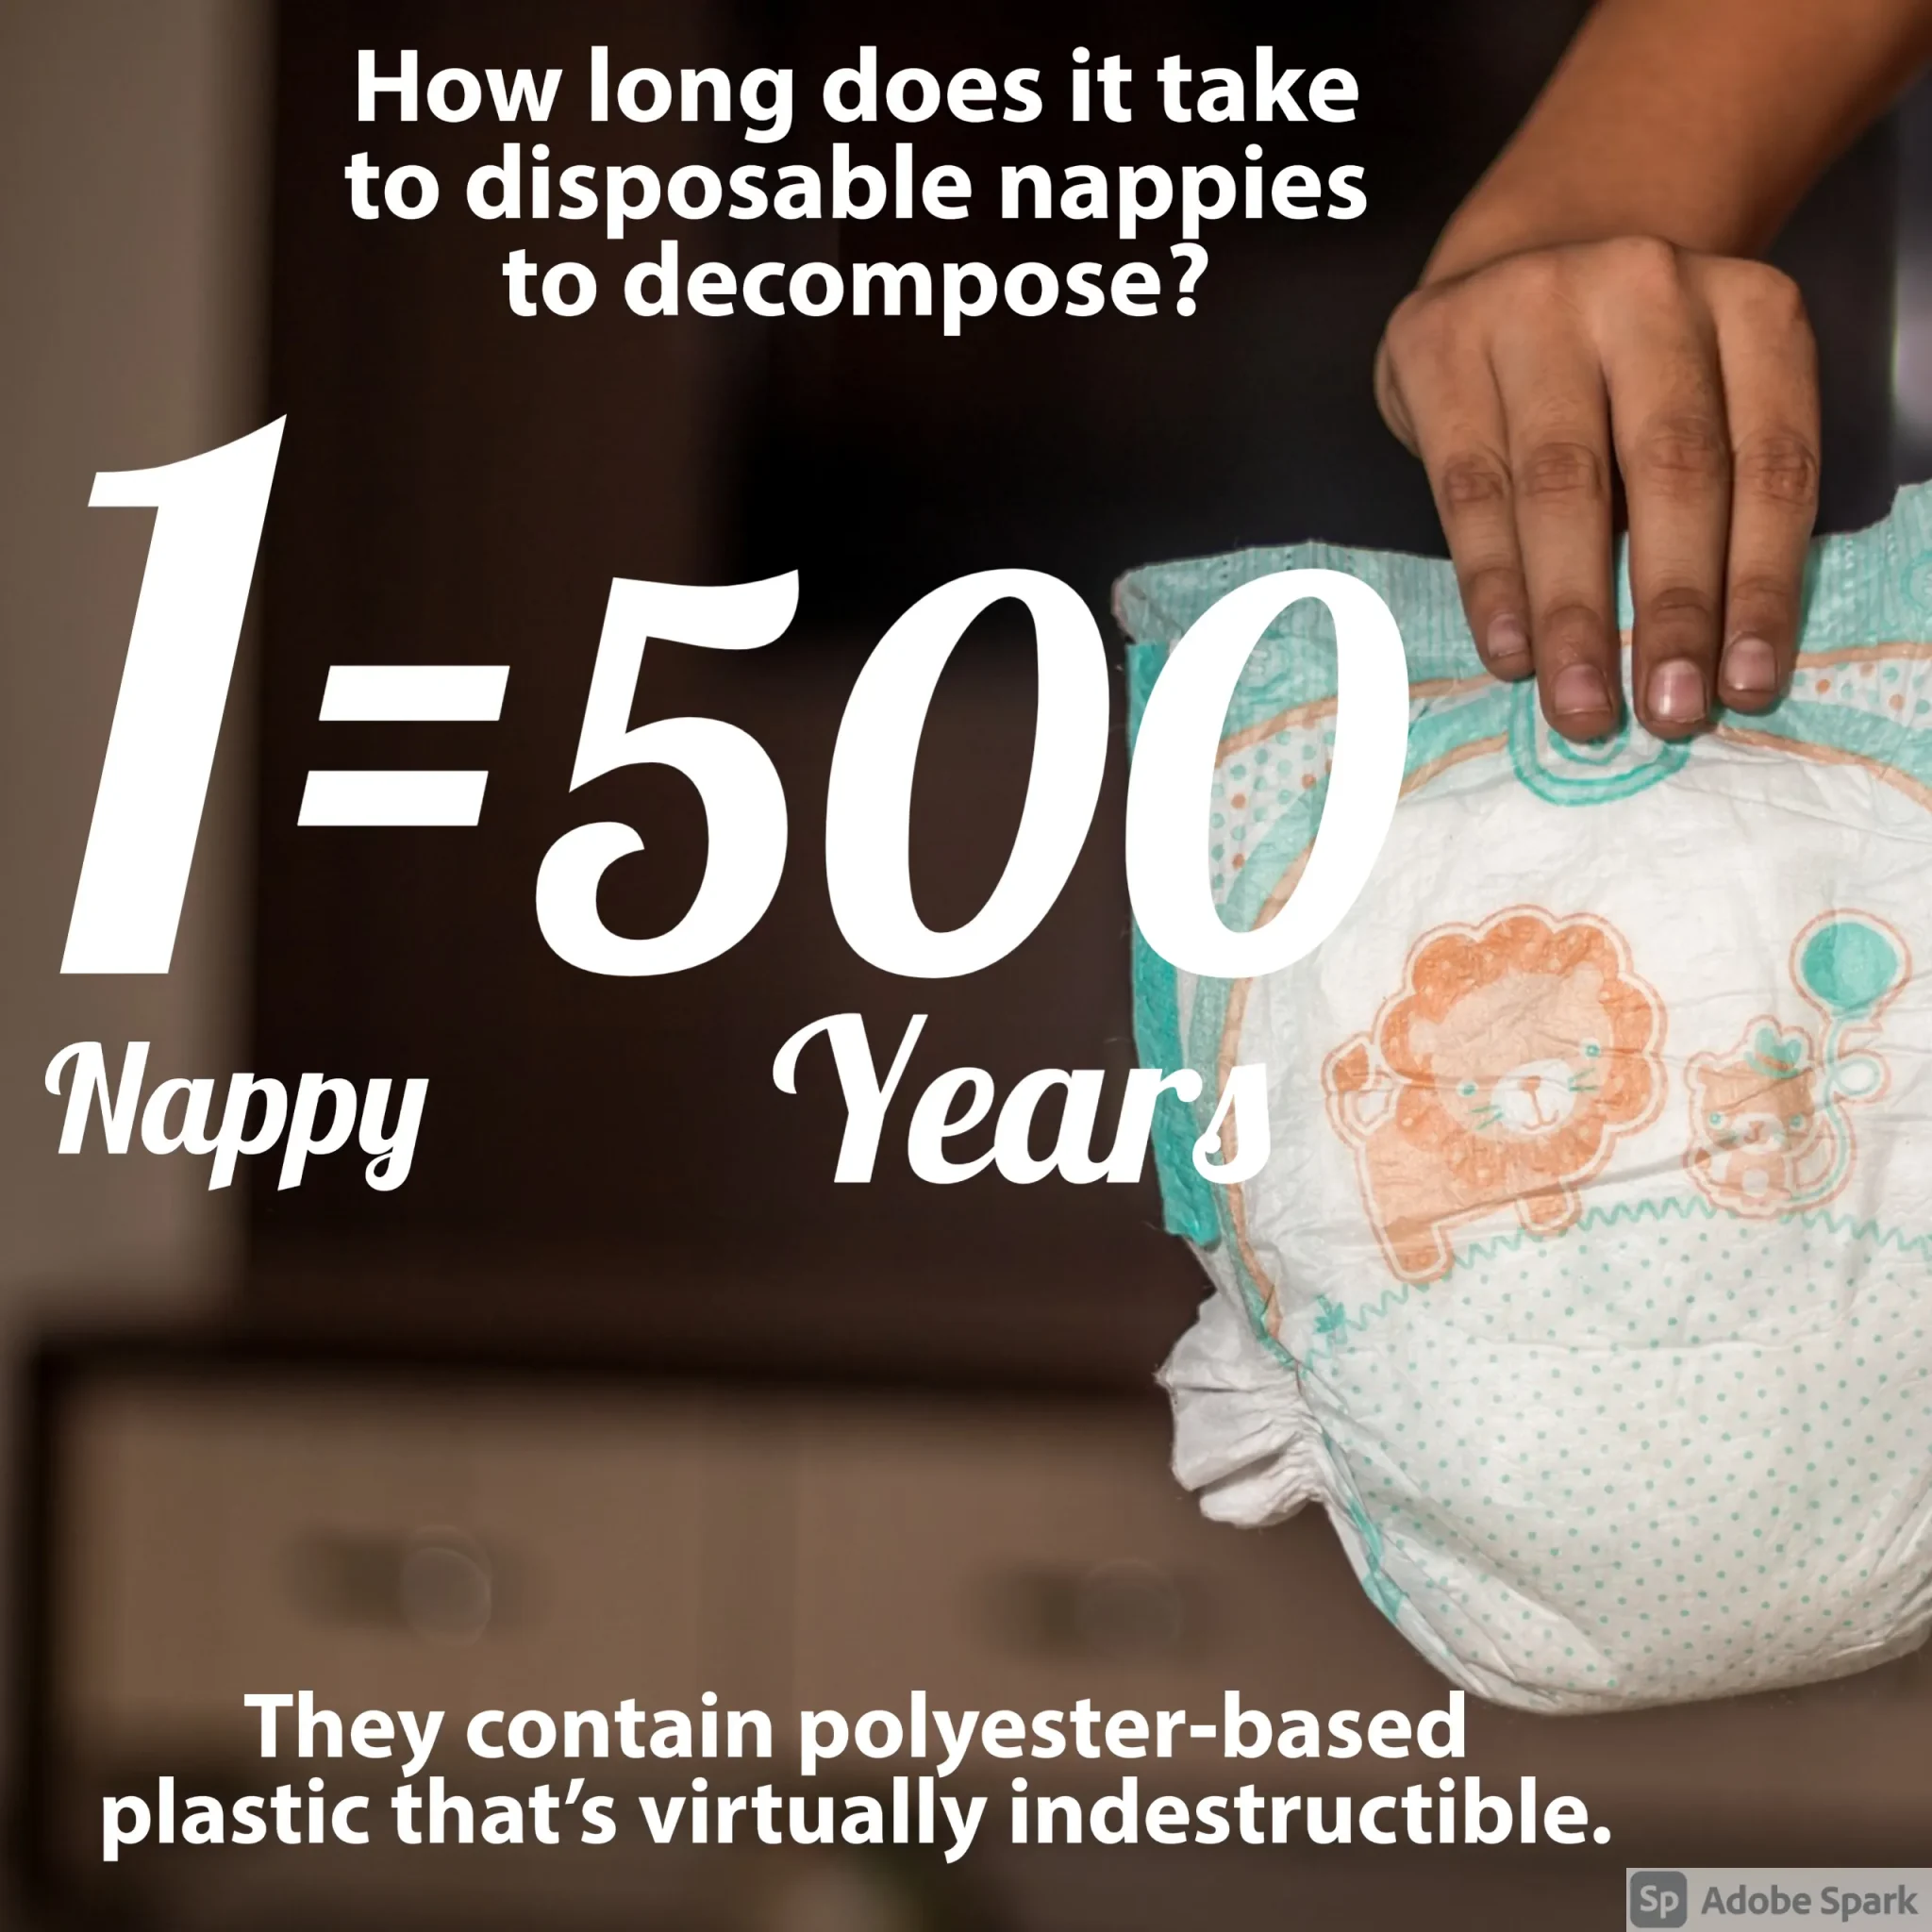 How long does it take
to disposable nappies
to decompose?
1=500
Nappy Years
They contain polyester-based
plastic that's virtually indestructible.
Sp Adobe Spark